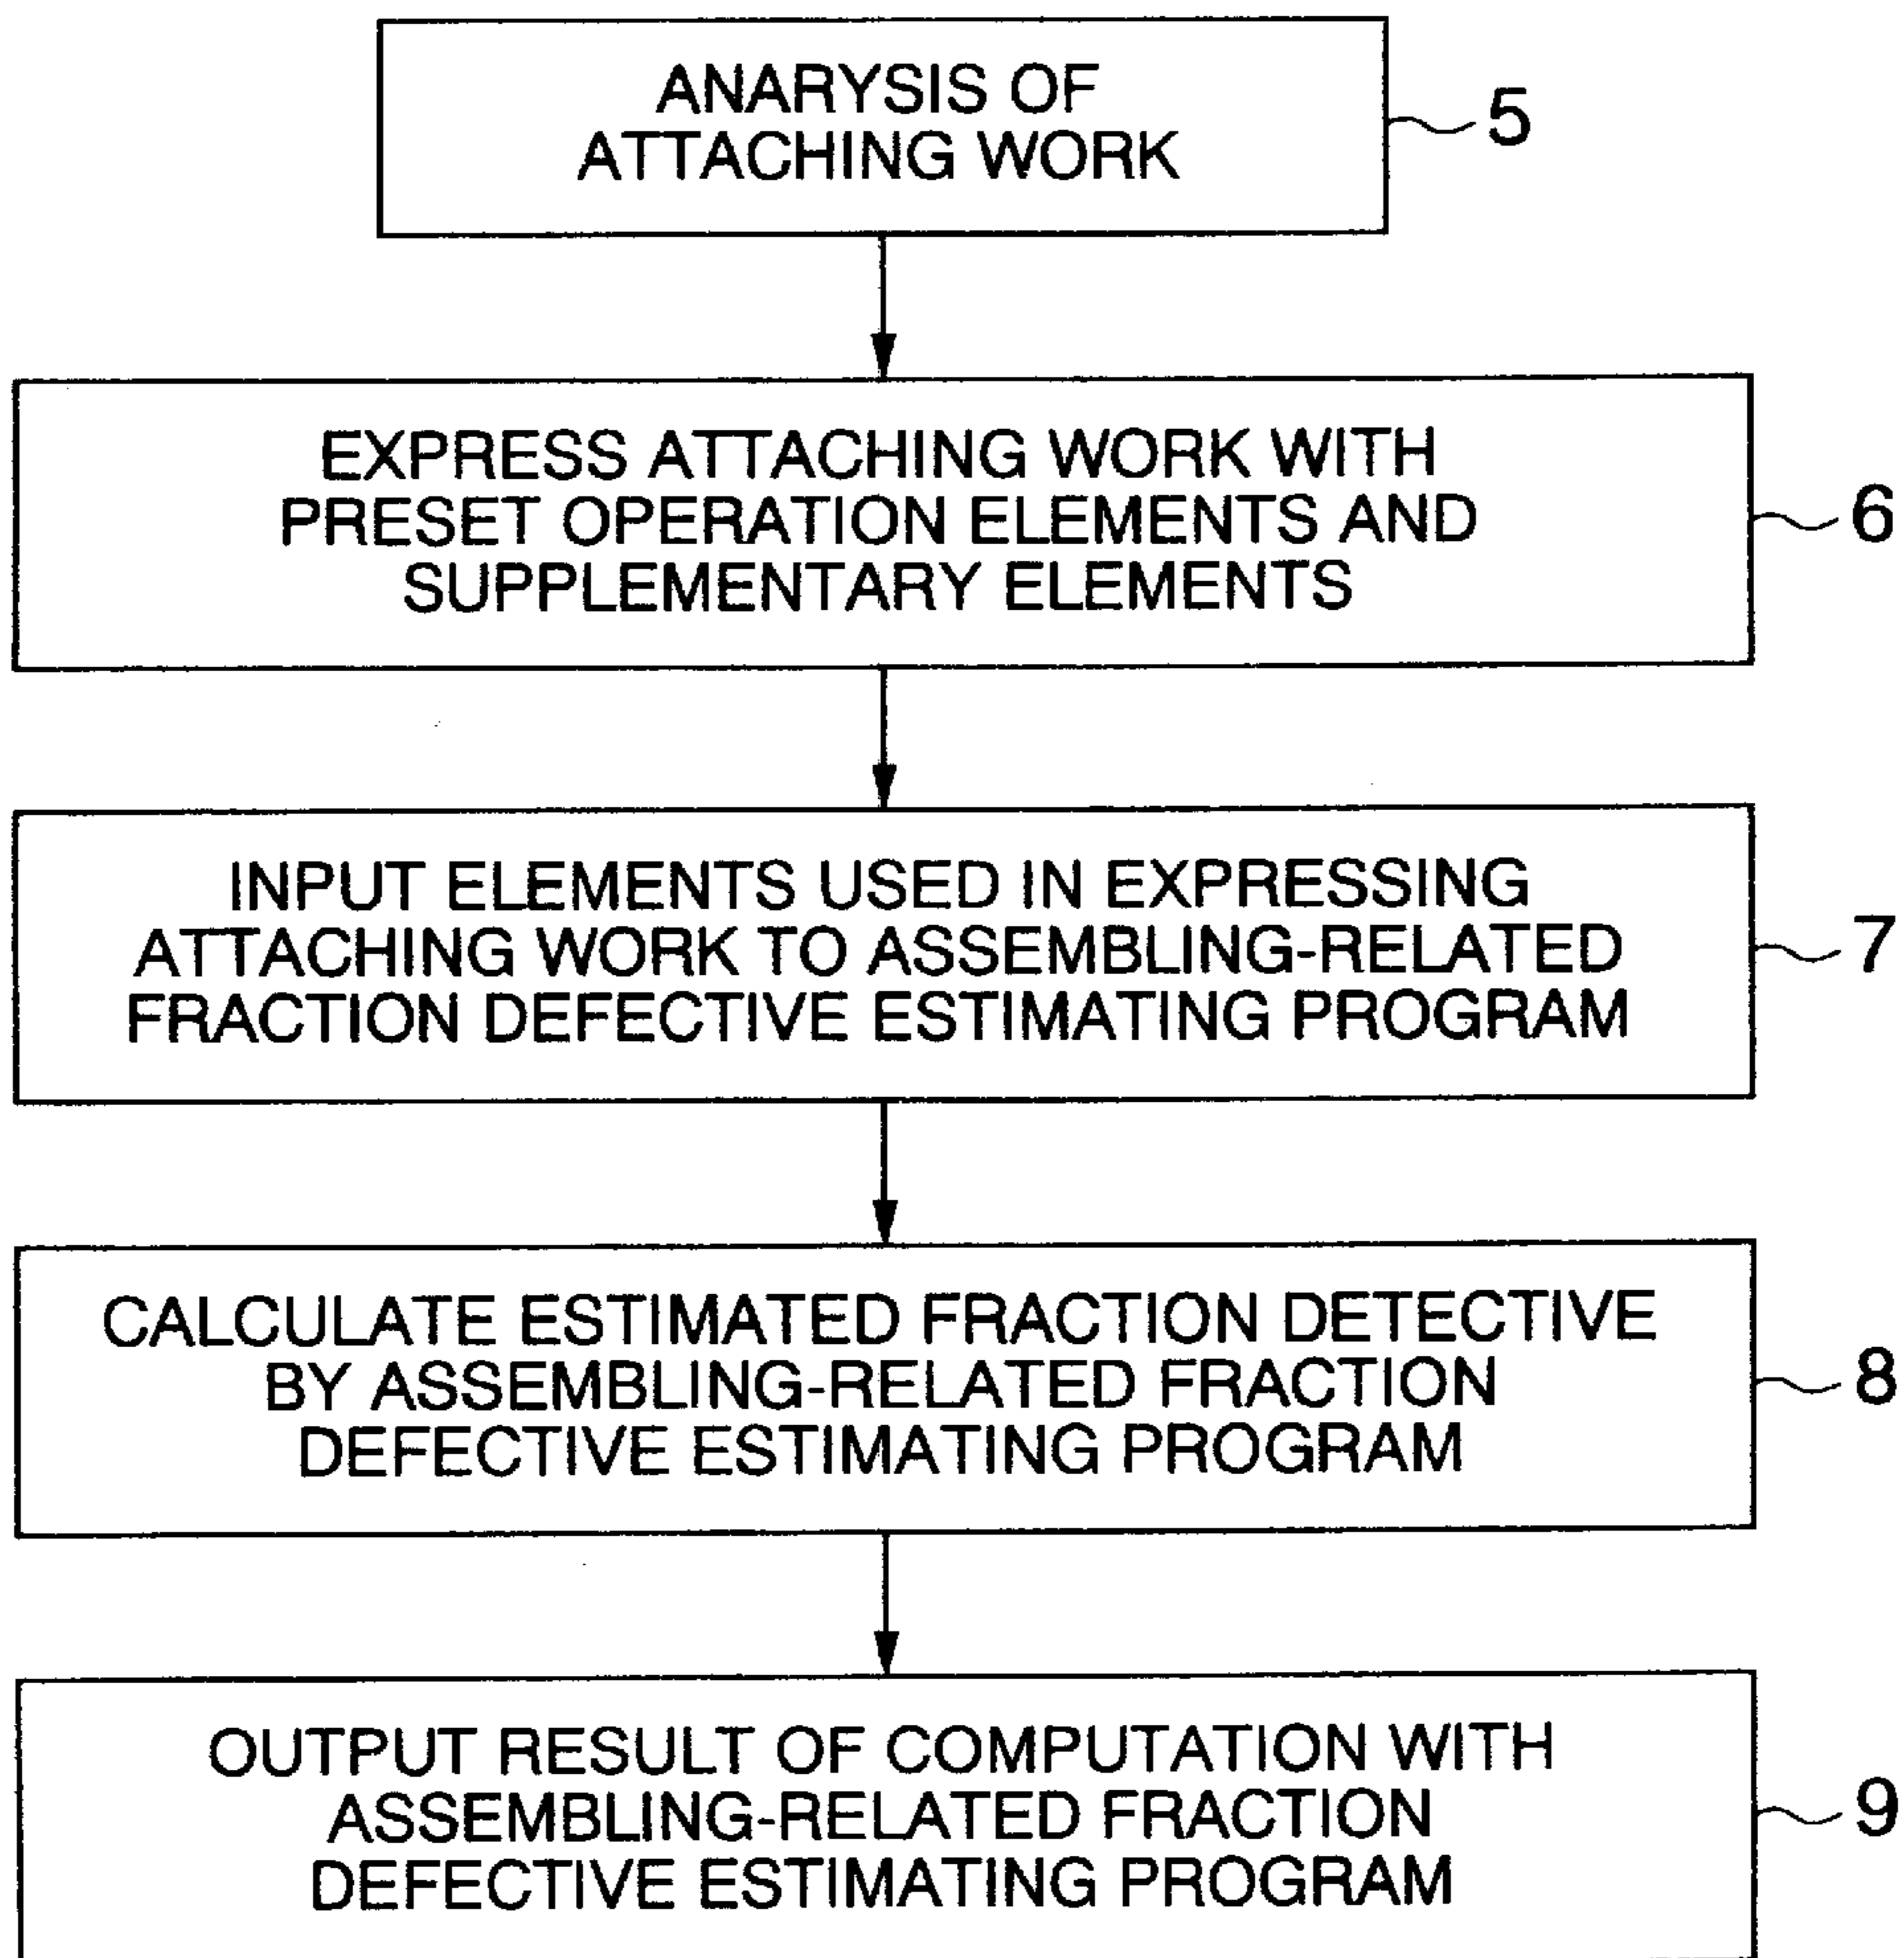 ANARYSIS OF
ATTACHING WORK
5
EXPRESS ATTACHING WORK WITH
PRESET OPERATION ELEMENTS AND
SUPPLEMENTARY ELEMENTS
6
INPUT ELEMENTS USED IN EXPRESSING
ATTACHING WORK TO ASSEMBLING-RELATED
FRACTION DEFECTIVE ESTIMATING PROGRAM
7
CALCULATE ESTIMATED FRACTION DETECTIVE
BY ASSEMBLING-RELATED FRACTION
DEFECTIVE ESTIMATING PROGRAM
8
OUTPUT RESULT OF COMPUTATION WITH
ASSEMBLING-RELATED FRACTION
DEFECTIVE ESTIMATING PROGRAM
9